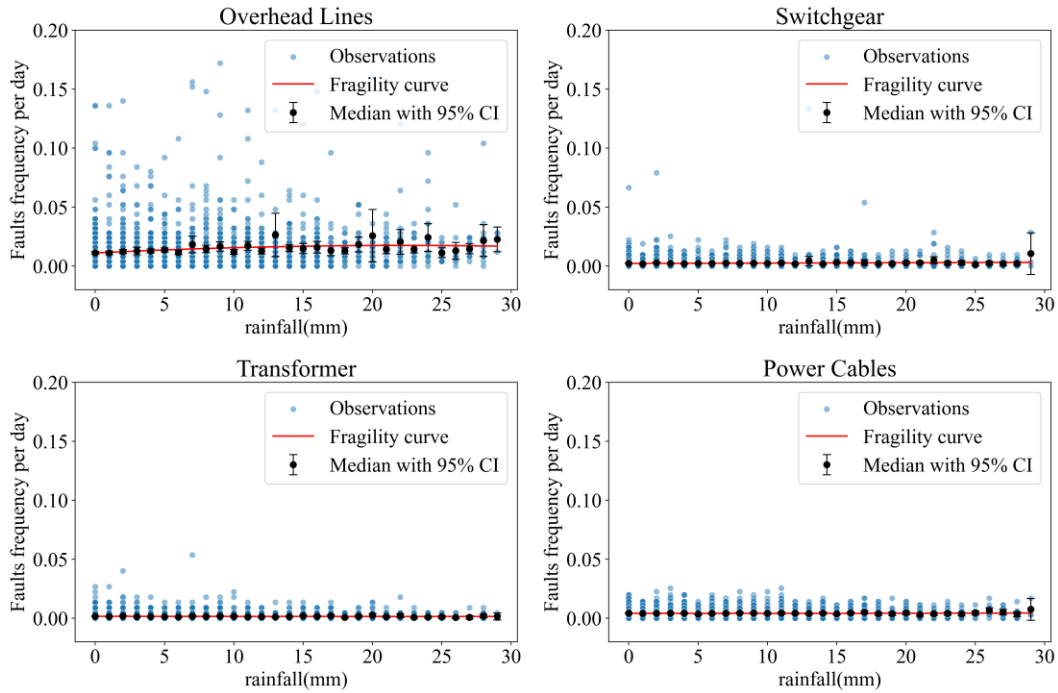 Overhead Lines
Faults frequency per day
0.20
0.15
0.10
0.05
0.00
Observations
Fragility curve
Median with 95% CI
0 5 10 15 20 25 30
rainfall(mm)
Switchgear
Faults frequency per day
0.20
0.15
0.10
0.05
0.00
Observations
Fragility curve
Median with 95% CI
0 5 10 15 20 25 30
rainfall(mm)
Transformer
Faults frequency per day
0.20
0.15
0.10
0.05
0.00
Observations
Fragility curve
Median with 95% CI
0 5 10 15 20 25 30
rainfall(mm)
Power Cables
Faults frequency per day
0.20
0.15
0.10
0.05
0.00
Observations
Fragility curve
Median with 95% CI
0 5 10 15 20 25 30
rainfall(mm)